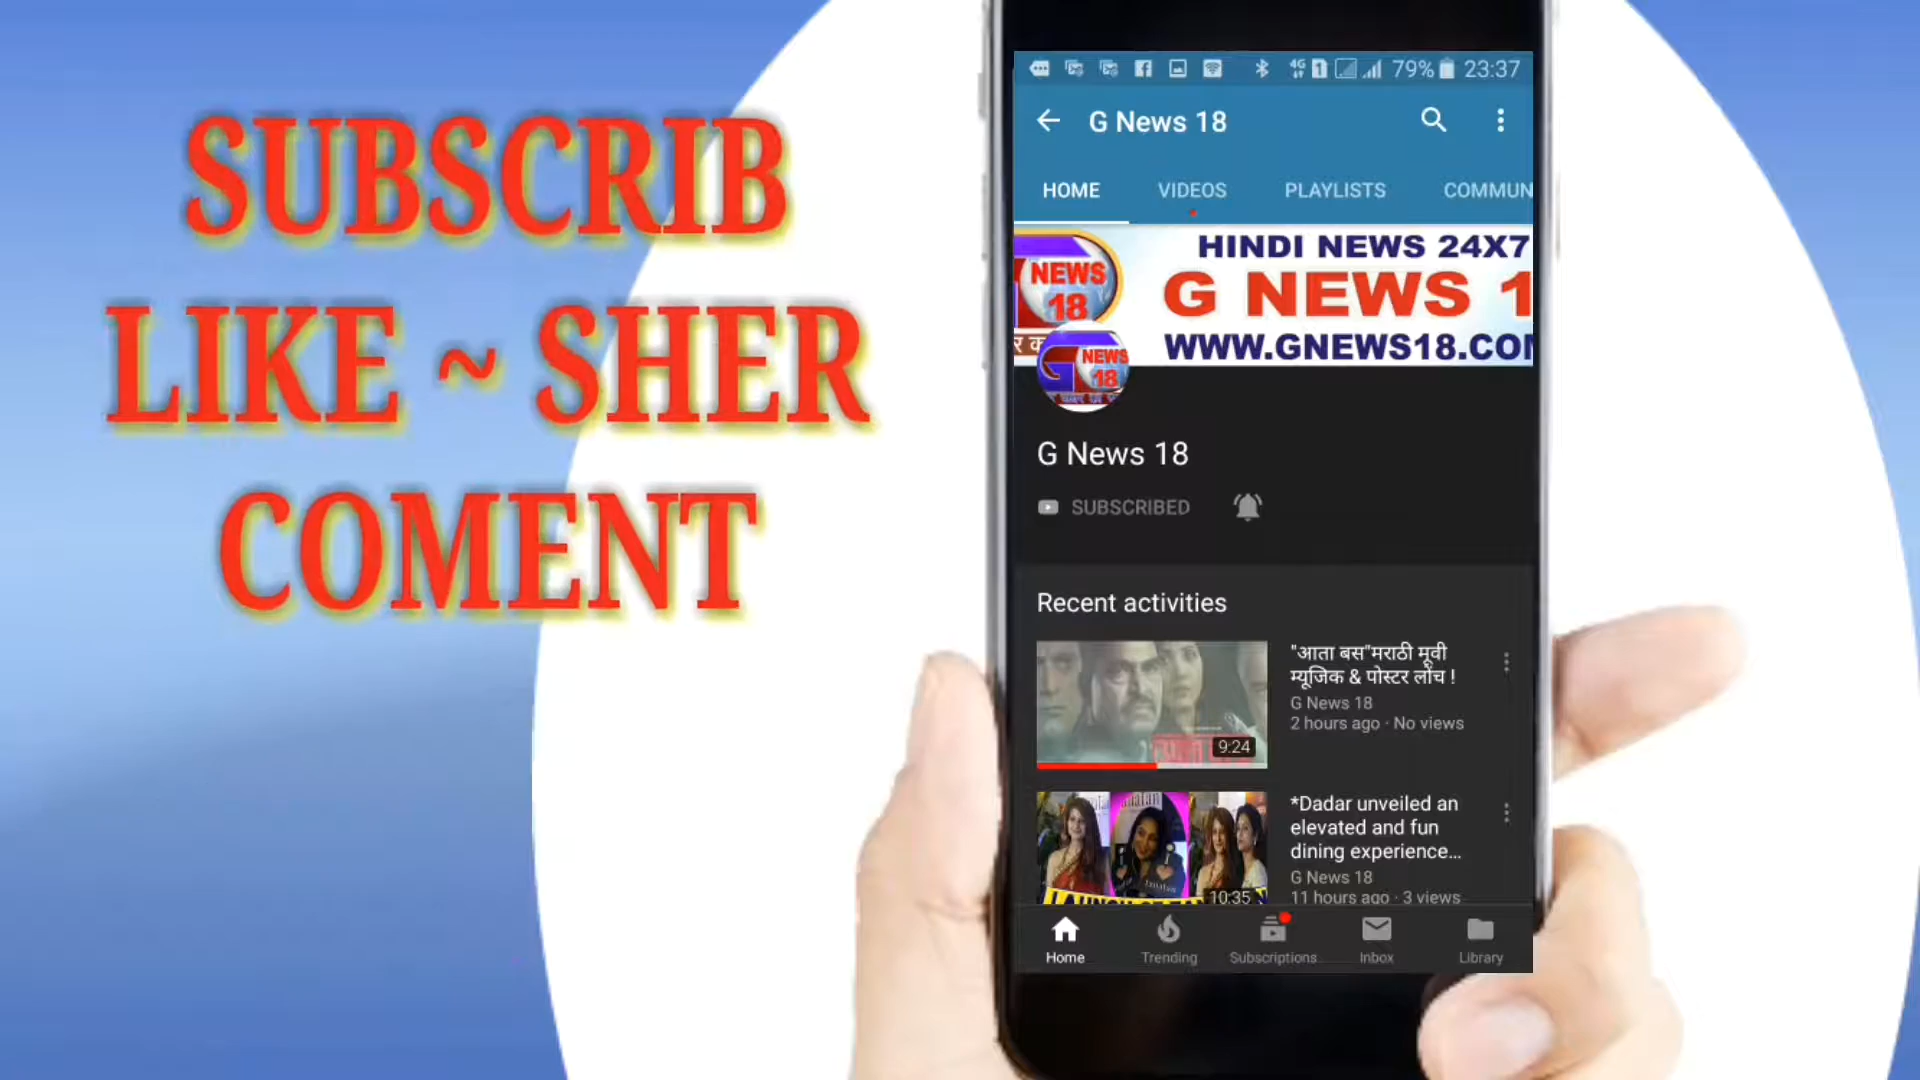 SUBSCRIB
LIKE ~ SHER
COMENT
4G 1 79% 23:37
G News 18
HOME VIDEOS PLAYLISTS COMMUN
HINDI NEWS 24X7
G NEWS 1
WWW.GNEWS18.COM
NEWS
18
NEWS
18
G News 18
SUBSCRIBED
Recent activities
"आता बस"मराठी मूवी
म्यूजिक & पोस्टर लोंच !
G News 18
2 hours ago · No views
9:24
*Dadar unveiled an
elevated and fun
dining experience...
G News 18
11 hours ago · 3 views
10:35
Home Trending Subscriptions Inbox Library